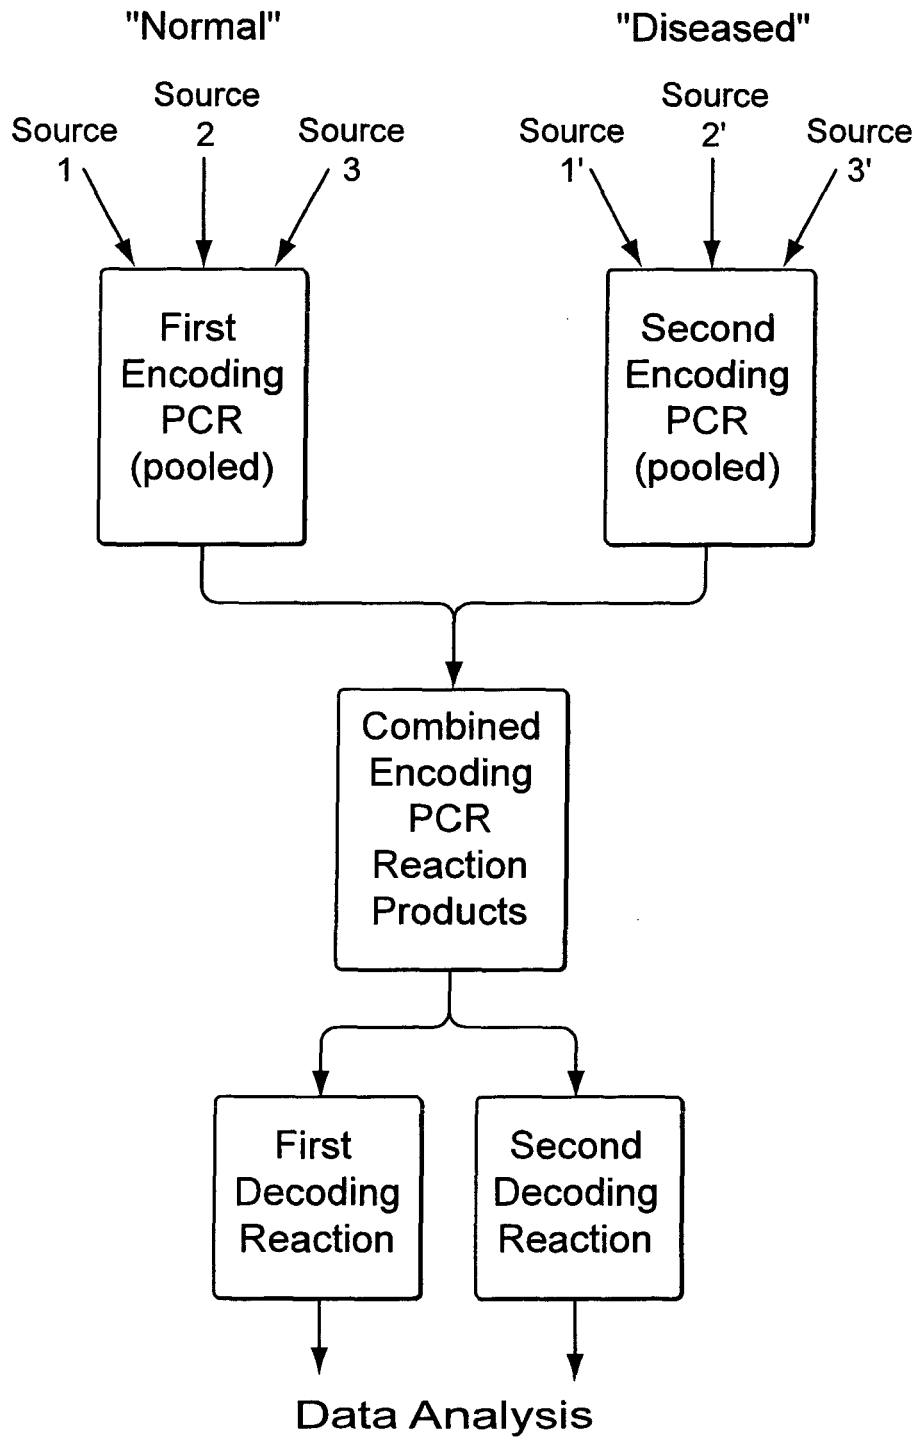 "Normal"
"Diseased"
Source
1
Source
2
Source
3
Source
1'
Source
2'
Source
3'
First
Encoding
PCR
(pooled)
Second
Encoding
PCR
(pooled)
Combined
Encoding
PCR
Reaction
Products
First
Decoding
Reaction
Second
Decoding
Reaction
Data Analysis